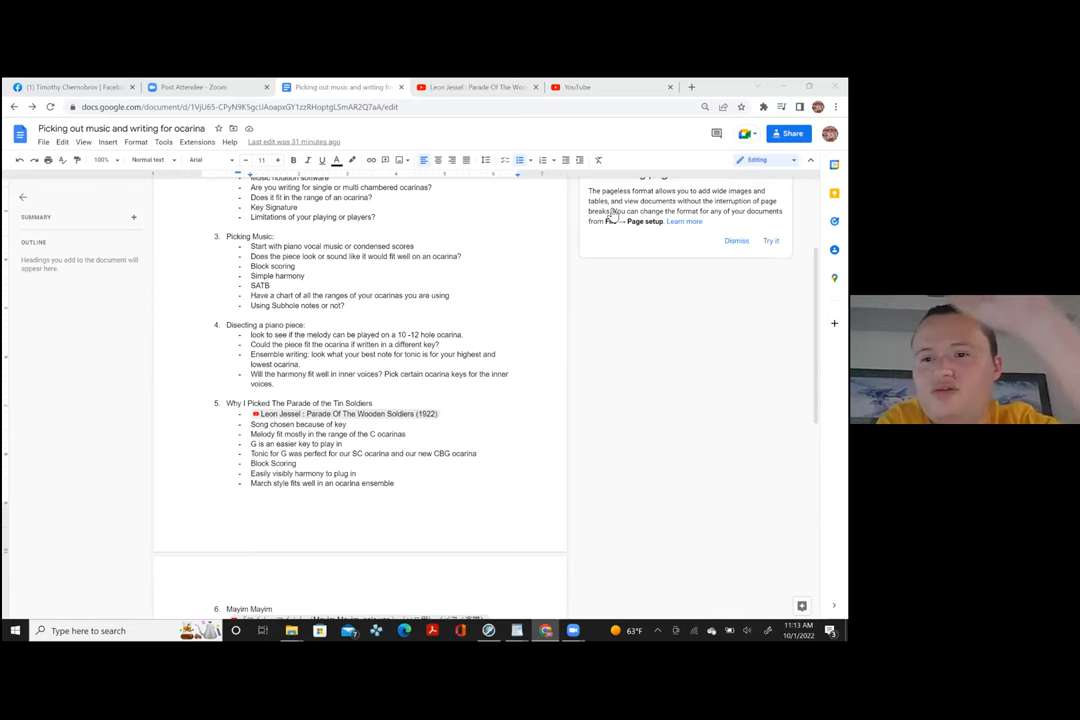 (1) Timothy Chernobrov | Faceb
Post Attendee - Zoom
Picking out music and writing for
Leon Jessel : Parade Of The Woo
YouTube
docs.google.com/document/d/1VjU65-CPyN9K5gclJAoapxGY1zzRHoptgLSmAR2Q7aA/edit
Picking out music and writing for ocarina
File Edit View Insert Format Tools Extensions Help Last edit was 31 minutes ago
Share
100% Normal text Arial 11 B I U A
Editing
SUMMARY
OUTLINE
Headings you add to the document will
appear here.
- Music notation software
- Are you writing for single or multi chambered ocarinas?
- Does it fit in the range of an ocarina?
- Key Signature
- Limitations of your playing or players?
3. Picking Music:
- Start with piano vocal music or condensed scores
- Does the piece look or sound like it would fit well on an ocarina?
- Block scoring
- Simple harmony
- SATB
- Have a chart of all the ranges of your ocarinas you are using
- Using Subhole notes or not?
4. Disecting a piano piece:
- look to see if the melody can be played on a 10 -12 hole ocarina.
- Could the piece fit the ocarina if written in a different key?
- Ensemble writing: look what your best note for tonic is for your highest and
lowest ocarina.
- Will the harmony fit well in inner voices? Pick certain ocarina keys for the inner
voices.
5. Why I Picked The Parade of the Tin Soldiers
- Leon Jessel : Parade Of The Wooden Soldiers (1922)
- Song chosen because of key
- Melody fit mostly in the range of the C ocarinas
- G is an easier key to play in
- Tonic for G was perfect for our SC ocarina and our new CBG ocarina
- Block Scoring
- Easily visibly harmony to plug in
- March style fits well in an ocarina ensemble
6. Mayim Mayim
The pageless format allows you to add wide images and
tables, and view documents without the interruption of page
breaks. You can change the format for any of your documents
from File → Page setup. Learn more
Dismiss Try it
Type here to search
63°F
11:13 AM
10/1/2022